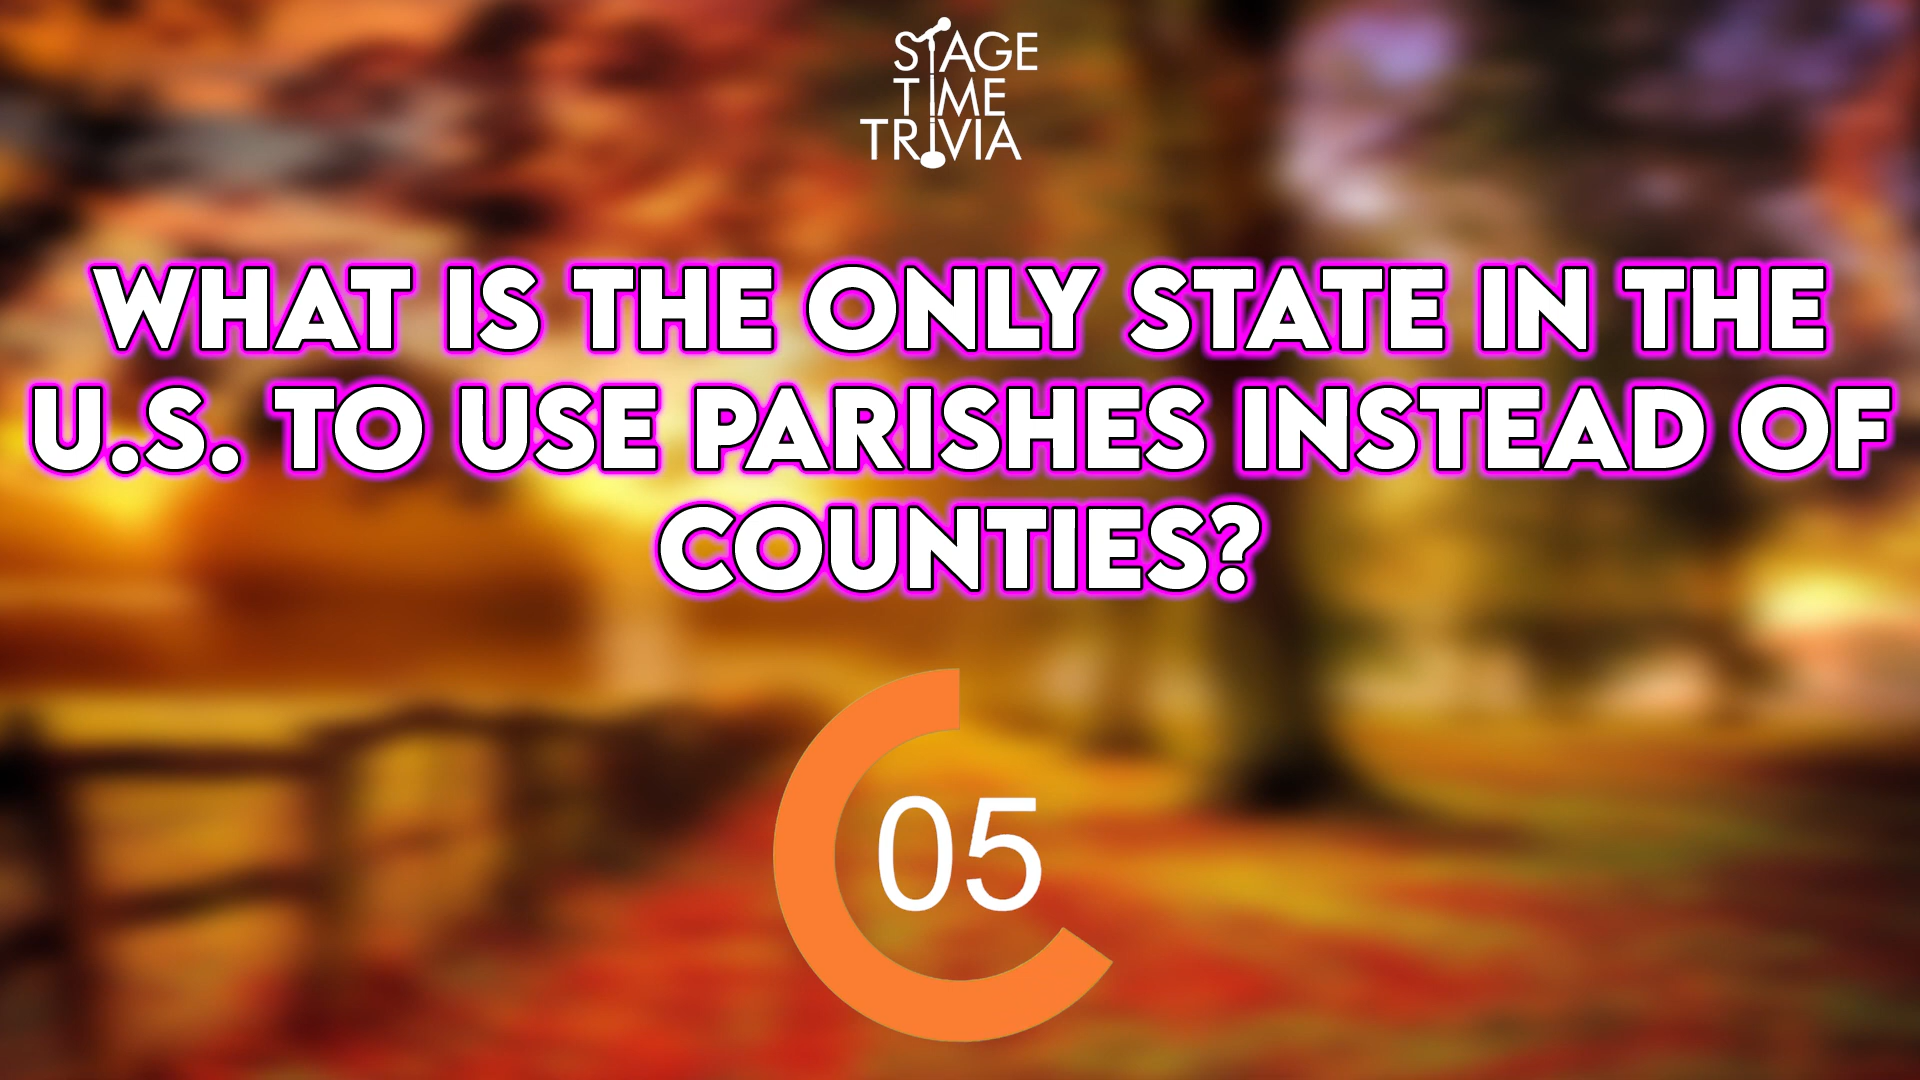 STAGE
TIME
TRIVIA
WHAT IS THE ONLY STATE IN THE
U.S. TO USE PARISHES INSTEAD OF
COUNTIES?
05